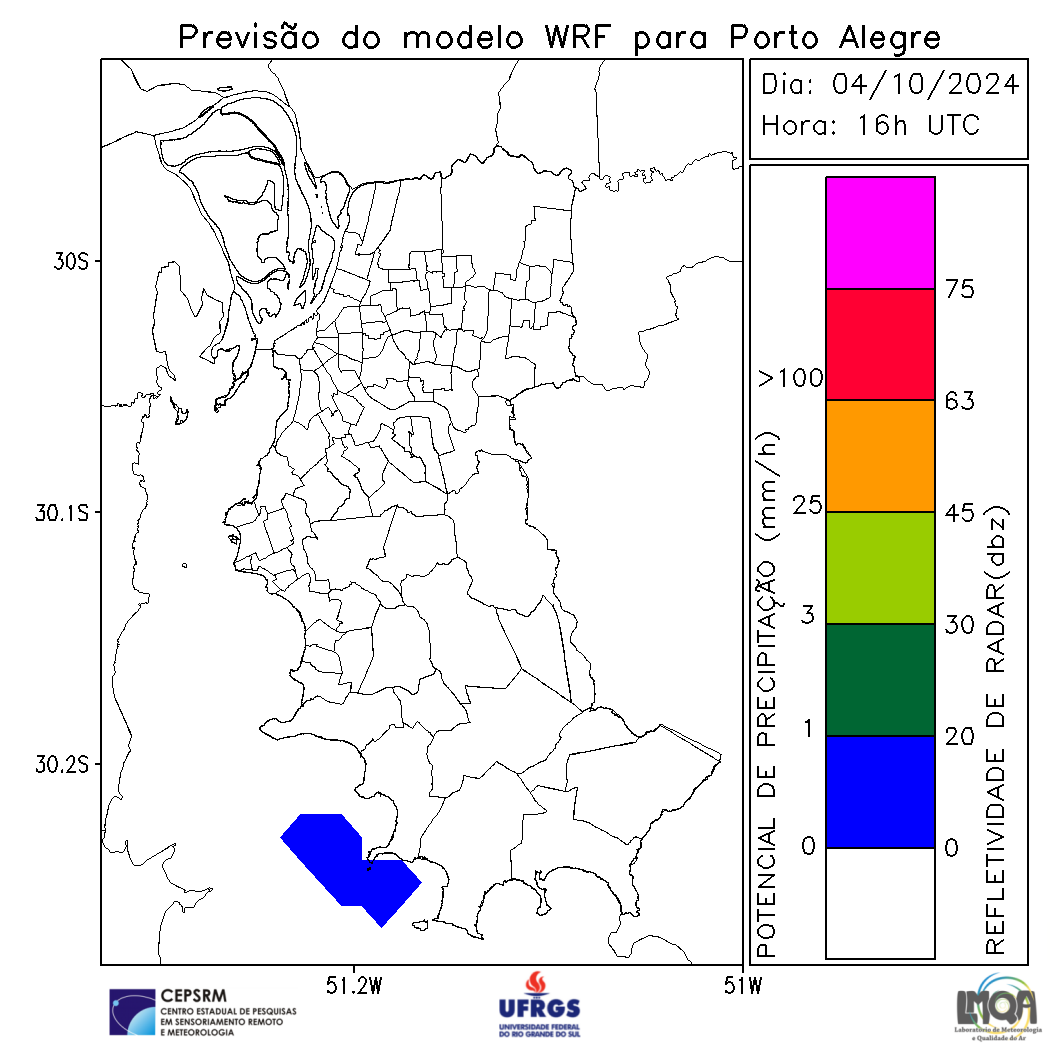 Previsão do modelo WRF para Porto Alegre
Dia: 04/10/2024
Hora: 16h UTC
30S
30.1S
30.2S
51.2W
51W
POTENCIAL DE PRECIPITAÇÃO (mm/h)
>100
25
3
1
0
75
63
45
30
20
0
REFLETIVIDADE DE RADAR(dbz)
CEPSRM
CENTRO ESTADUAL DE PESQUISAS
EM SENSORIAMENTO REMOTO
E METEOROLOGIA
UFRGS
UNIVERSIDADE FEDERAL
DO RIO GRANDE DO SUL
LMQA
Laboratório de Meteorologia
e Qualidade do Ar